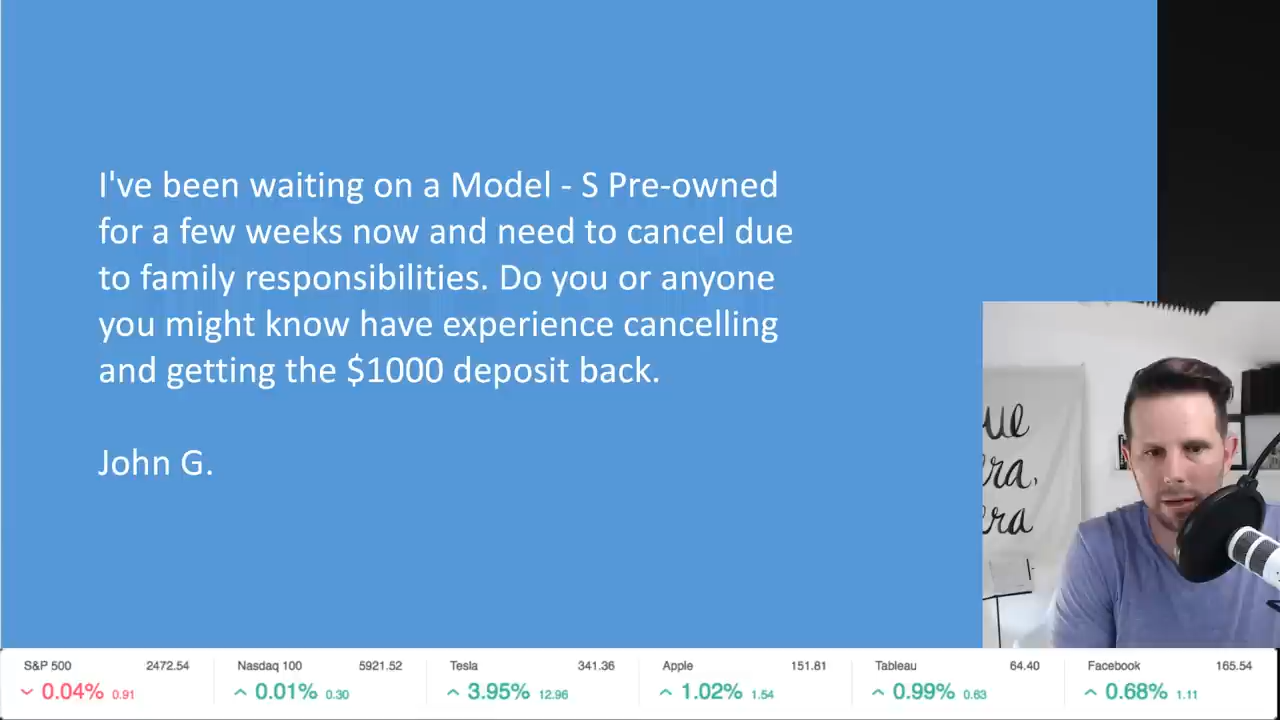 I've been waiting on a Model - S Pre-owned
for a few weeks now and need to cancel due
to family responsibilities. Do you or anyone
you might know have experience cancelling
and getting the $1000 deposit back.
John G.
S&P 500 2472.54
0.04% 0.91
Nasdaq 100 5921.52
0.01% 0.30
Tesla 341.36
3.95% 12.96
Apple 151.81
1.02% 1.54
Tableau 64.40
0.99% 0.63
Facebook 165.54
0.68% 1.11